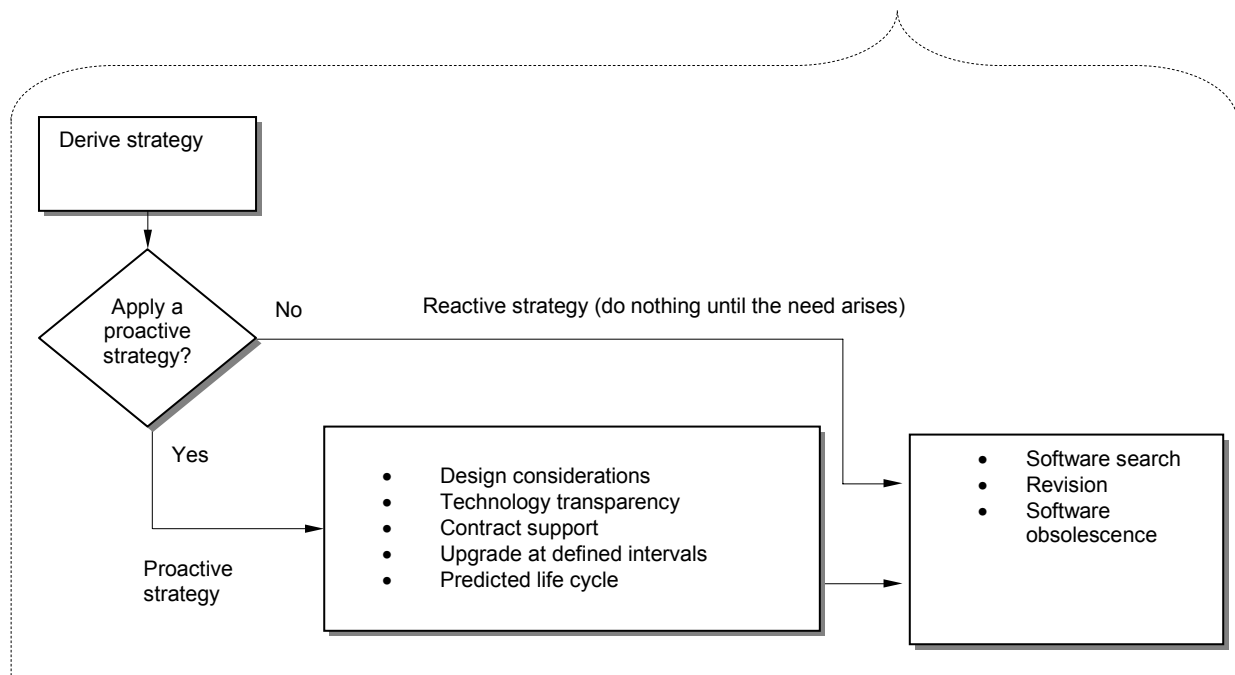 Derive strategy
Apply a
proactive
strategy?
No
Reactive strategy (do nothing until the need arises)
Yes
Proactive
strategy
• Design considerations
• Technology transparency
• Contract support
• Upgrade at defined intervals
• Predicted life cycle
• Software search
• Revision
• Software
obsolescence